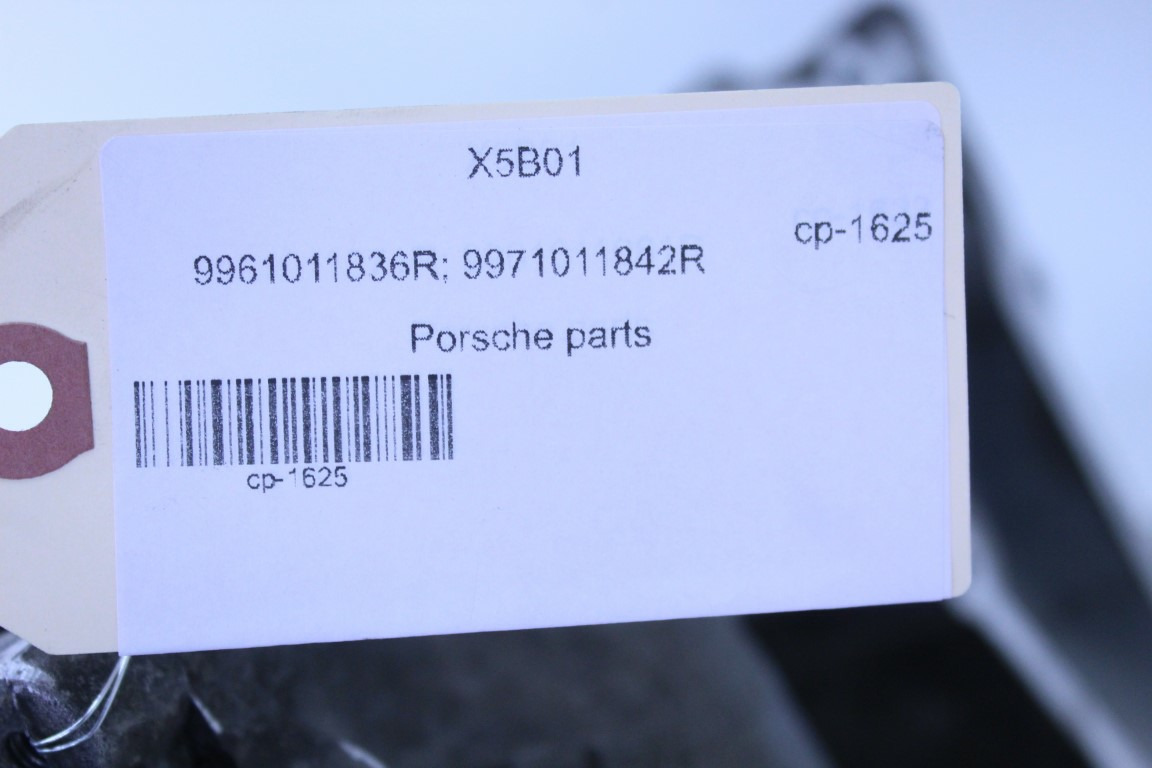 X5B01
cp-1625
9961011836R; 9971011842R
Porsche parts
cp-1625